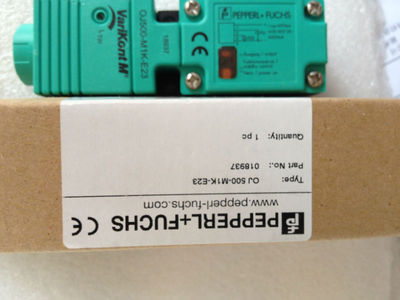 VariKont M
OJ500-M1K-E23
18937
PEPPERL+FUCHS
CE
PEPPERL+FUCHS CE
www.pepperl-fuchs.com
Type: OJ 500-M1K-E23
Part No.: 018937
Quantity: 1 pc